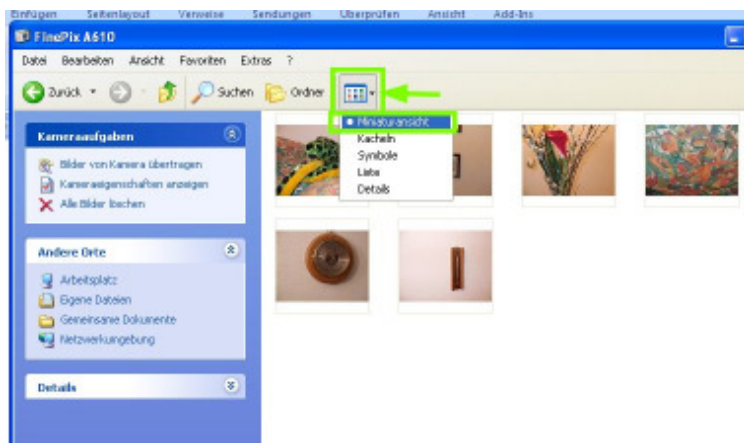 Einfügen Seitenlayout Verweise Sendungen Überprüfen Ansicht Add-Ins
FinePix A610
Datei Bearbeiten Ansicht Favoriten Extras ?
Zurück Suchen Ordner
Miniaturansicht
Kacheln
Symbole
Liste
Details
Kameraaufgaben
Bilder von Kamera übertragen
Kameraeigenschaften anzeigen
Alle Bilder löschen
Andere Orte
Arbeitsplatz
Eigene Dateien
Gemeinsame Dokumente
Netzwerkumgebung
Details